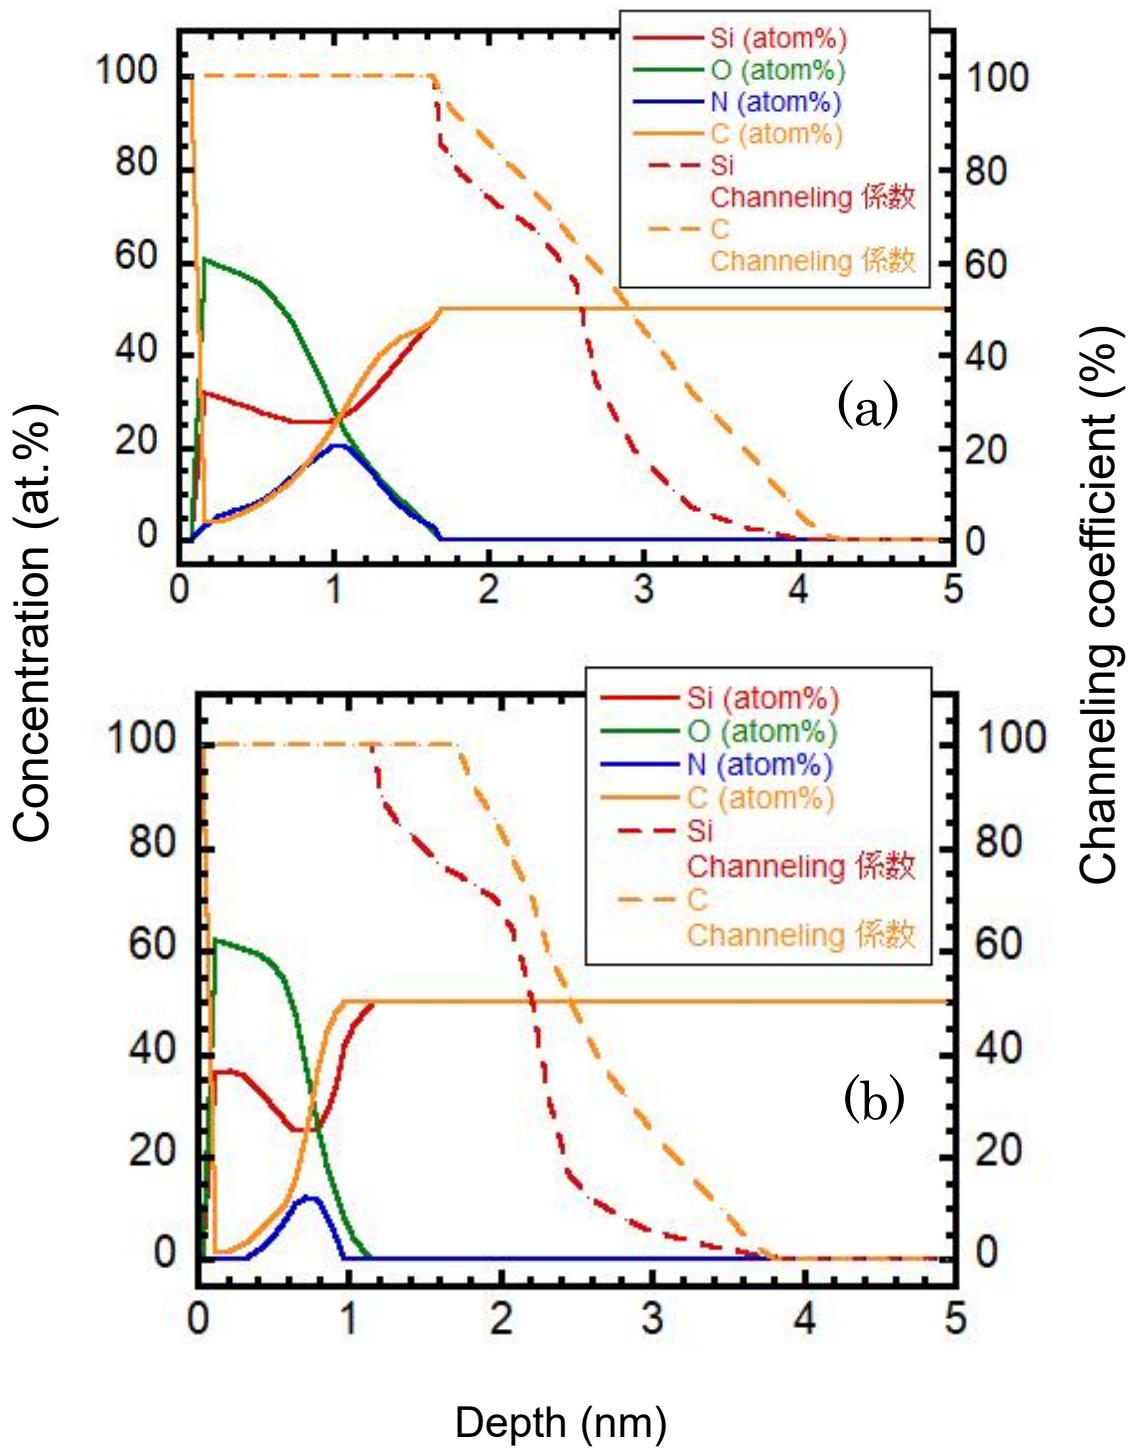 Si (atom%)
O (atom%)
N (atom%)
C (atom%)
Si
Channeling 係数
C
Channeling 係数
100 100
80 80
60 60
40 40
20 20
0 0
(a)
0 1 2 3 4 5
Concentration (at.%)
Channeling coefficient (%)
Si (atom%)
O (atom%)
N (atom%)
C (atom%)
Si
Channeling 係数
C
Channeling 係数
100 100
80 80
60 60
40 40
20 20
0 0
(b)
0 1 2 3 4 5
Depth (nm)